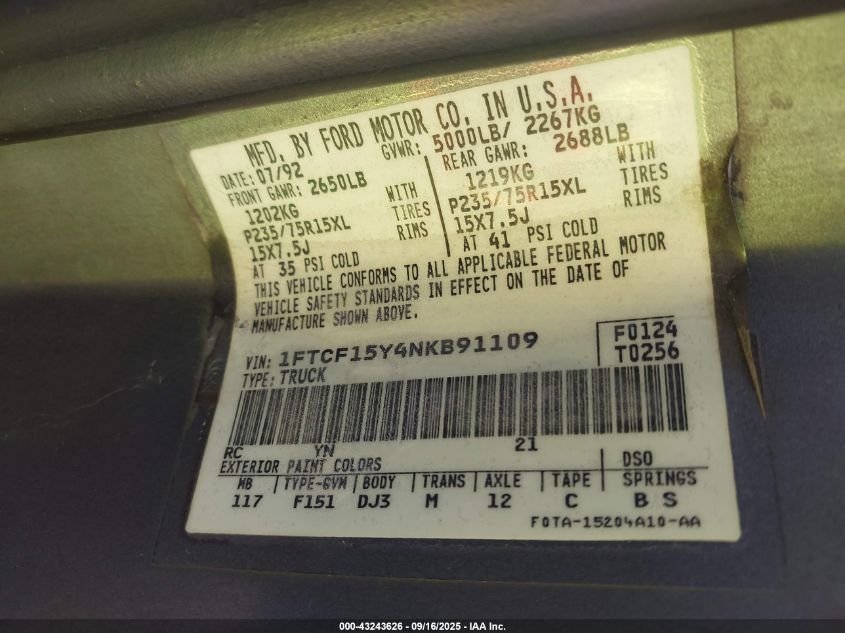 MFD. BY FORD MOTOR CO. IN U.S.A.
DATE: 07/92 GVWR: 5000LB/ 2267KG
FRONT GAWR: 2650LB REAR GAWR: 2688LB
1202KG WITH 1219KG WITH
P235/75R15XL TIRES P235/75R15XL TIRES
15X7.5J RIMS 15X7.5J RIMS
AT 35 PSI COLD AT 41 PSI COLD
THIS VEHICLE CONFORMS TO ALL APPLICABLE FEDERAL MOTOR
VEHICLE SAFETY STANDARDS IN EFFECT ON THE DATE OF
MANUFACTURE SHOWN ABOVE.
VIN: 1FTCF15Y4NKB91109 F0124
TYPE: TRUCK T0256
RC YN 21
EXTERIOR PAINT COLORS DSO
WB TYPE-GVM BODY TRANS AXLE TAPE SPRINGS
117 F151 DJ3 M 12 C B S
F0TA-15204A10-AA
000-43243626 - 09/16/2025 - IAA Inc.